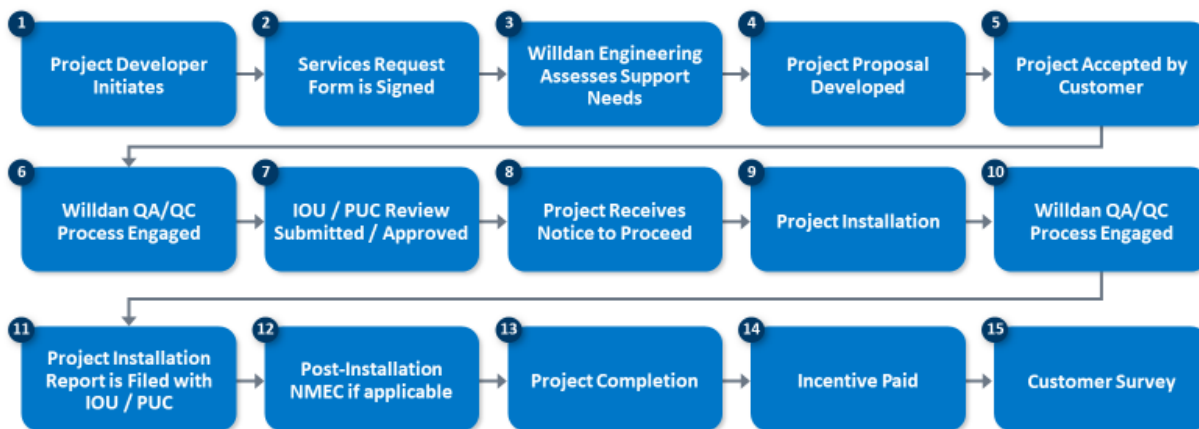 1
Project Developer
Initiates
2
Services Request
Form is Signed
3
Willdan Engineering
Assesses Support
Needs
4
Project Proposal
Developed
5
Project Accepted by
Customer
6
Willdan QA/QC
Process Engaged
7
IOU / PUC Review
Submitted / Approved
8
Project Receives
Notice to Proceed
9
Project Installation
10
Willdan QA/QC
Process Engaged
11
Project Installation
Report is Filed with
IOU / PUC
12
Post-Installation
NMEC if applicable
13
Project Completion
14
Incentive Paid
15
Customer Survey